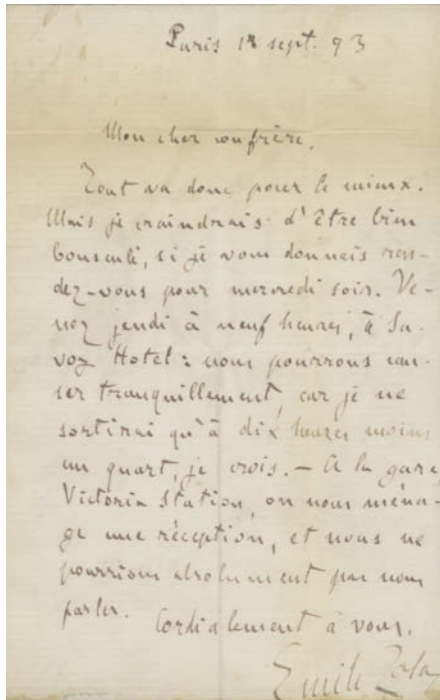 Paris 18 sept. 93
Mon cher confrère,
Tout va donc pour le mieux.
Mais je craindrais d'être bien
bousculé, si je vous donnais ren-
dez-vous pour mercredi soir. Ve-
nez jeudi à neuf heures, à Sa-
voy Hotel : nous pourrons cau-
ser tranquillement, car je ne
sortirai qu'à dix heures moins
un quart, je crois. — A la gare,
Victoria Station, on nous ména-
ge une réception, et nous ne
pourrions absolument pas nous
parler.
Cordialement à vous.
Emile Zola